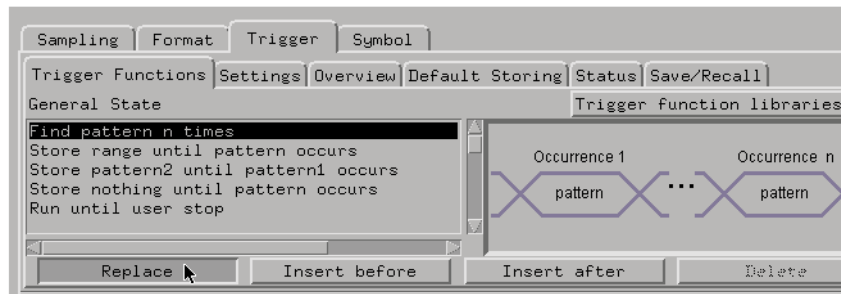 Sampling Format Trigger Symbol
Trigger Functions Settings Overview Default Storing Status Save/Recall
General State Trigger function libraries
Find pattern n times
Store range until pattern occurs
Store pattern2 until pattern1 occurs
Store nothing until pattern occurs
Run until user stop
Occurrence 1 Occurrence n
pattern ... pattern
Replace Insert before Insert after Delete